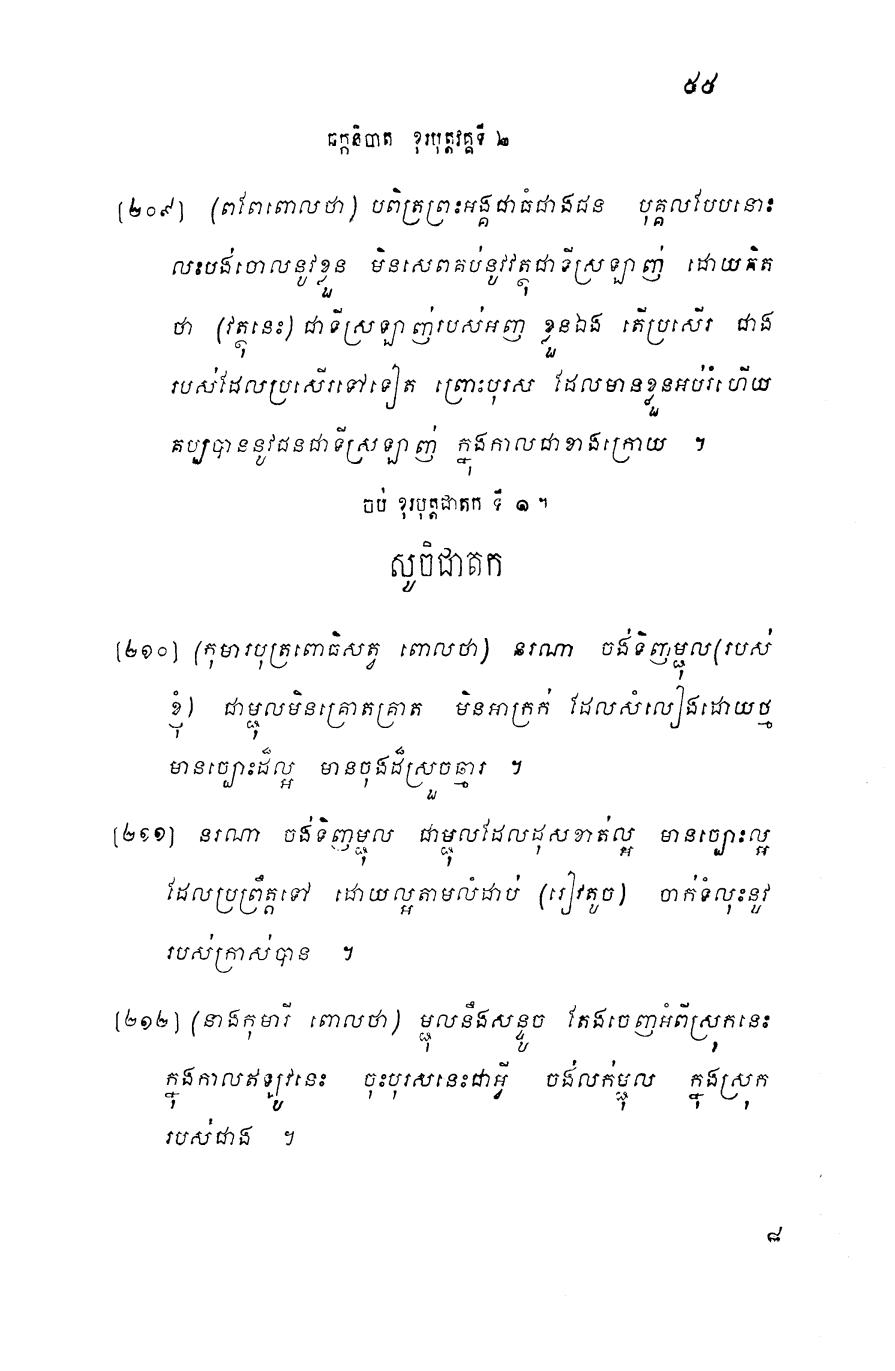 ៥៥
ឆក្កនិបាត ខុរបុត្តវគ្គទី ២
[២០៩] (ពពែពោលថា) បពិត្រព្រះអង្គជាធំជាងជន បុគ្គលបែបនោះ
លះបង់ចោលនូវខ្លួន មិនសេពគប់នូវវត្ថុជាទីស្រឡាញ់ ដោយគិត
ថា (វត្ថុនេះ) ជាទីស្រឡាញ់របស់អញ ខ្លួនឯង តើប្រសើរ ជាង
របស់ដែលប្រសើរទៅទៀត ព្រោះបុរស ដែលមានខ្លួនអប់រំហើយ
គប្បបាននូវជនជាទីស្រឡាញ់ ក្នុងកាលជាខាងក្រោយ ។
ចប់ ខុរបុត្តជាតក ទី ១ ។
សូចិជាតក
[២១០] (កុមារបុត្រពោធិសត្វ ពោលថា) នរណា ចង់ទិញម្ជុល(របស់
ខ្ញុំ) ជាម្ជុលមិនគ្រោតគ្រាត មិនអាក្រក់ ដែលសំលៀងដោយថ្ម
មានច្បោះដ៏ល្អ មានចុងដ៏ស្រួចឆ្មារ ។
[២១១] នរណា ចង់ទិញម្ជុល ជាម្ជុលដែលដុសខាត់ល្អ មានច្បោះល្អ
ដែលប្រព្រឹត្តទៅ ដោយល្អតាមលំដាប់ (រៀវតូច) ចាក់ទំលុះនូវ
របស់ក្រាស់បាន ។
[២១២] (នាងកុមារី ពោលថា) ម្ជុលនឹងសន្ទូច តែងចេញអំពីស្រុកនេះ
ក្នុងកាលឥឡូវនេះ ចុះបុរសនេះជាអ្វី ចង់លក់ម្ជុល ក្នុងស្រុក
របស់ជាង ។
៨